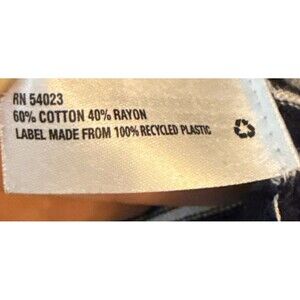 RN 54023
60% COTTON 40% RAYON
LABEL MADE FROM 100% RECYCLED PLASTIC